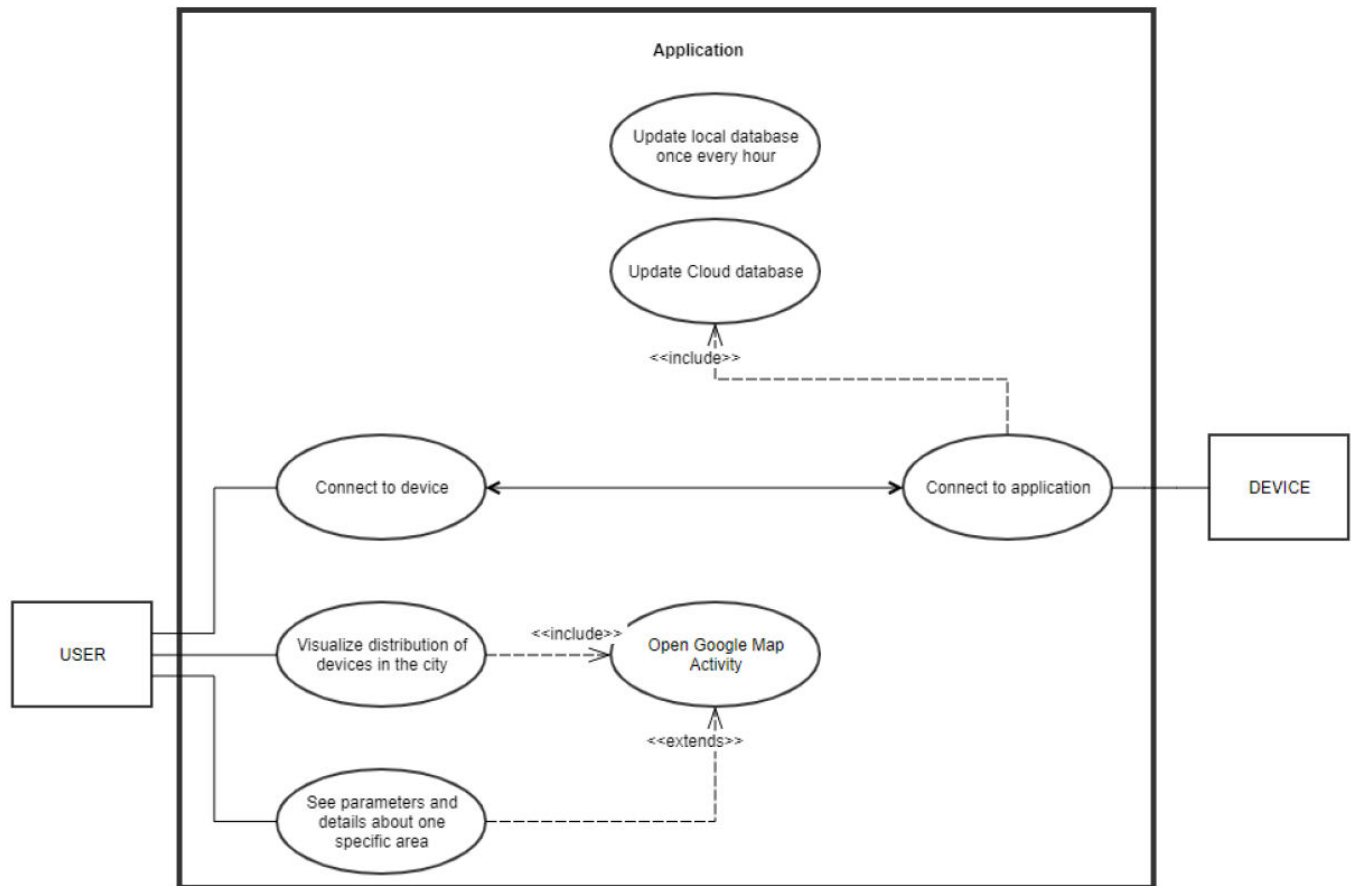 Application
Update local database
once every hour
Update Cloud database
<<include>>
Connect to device
Connect to application
DEVICE
USER
Visualize distribution of
devices in the city
<<include>>
Open Google Map
Activity
<<extends>>
See parameters and
details about one
specific area